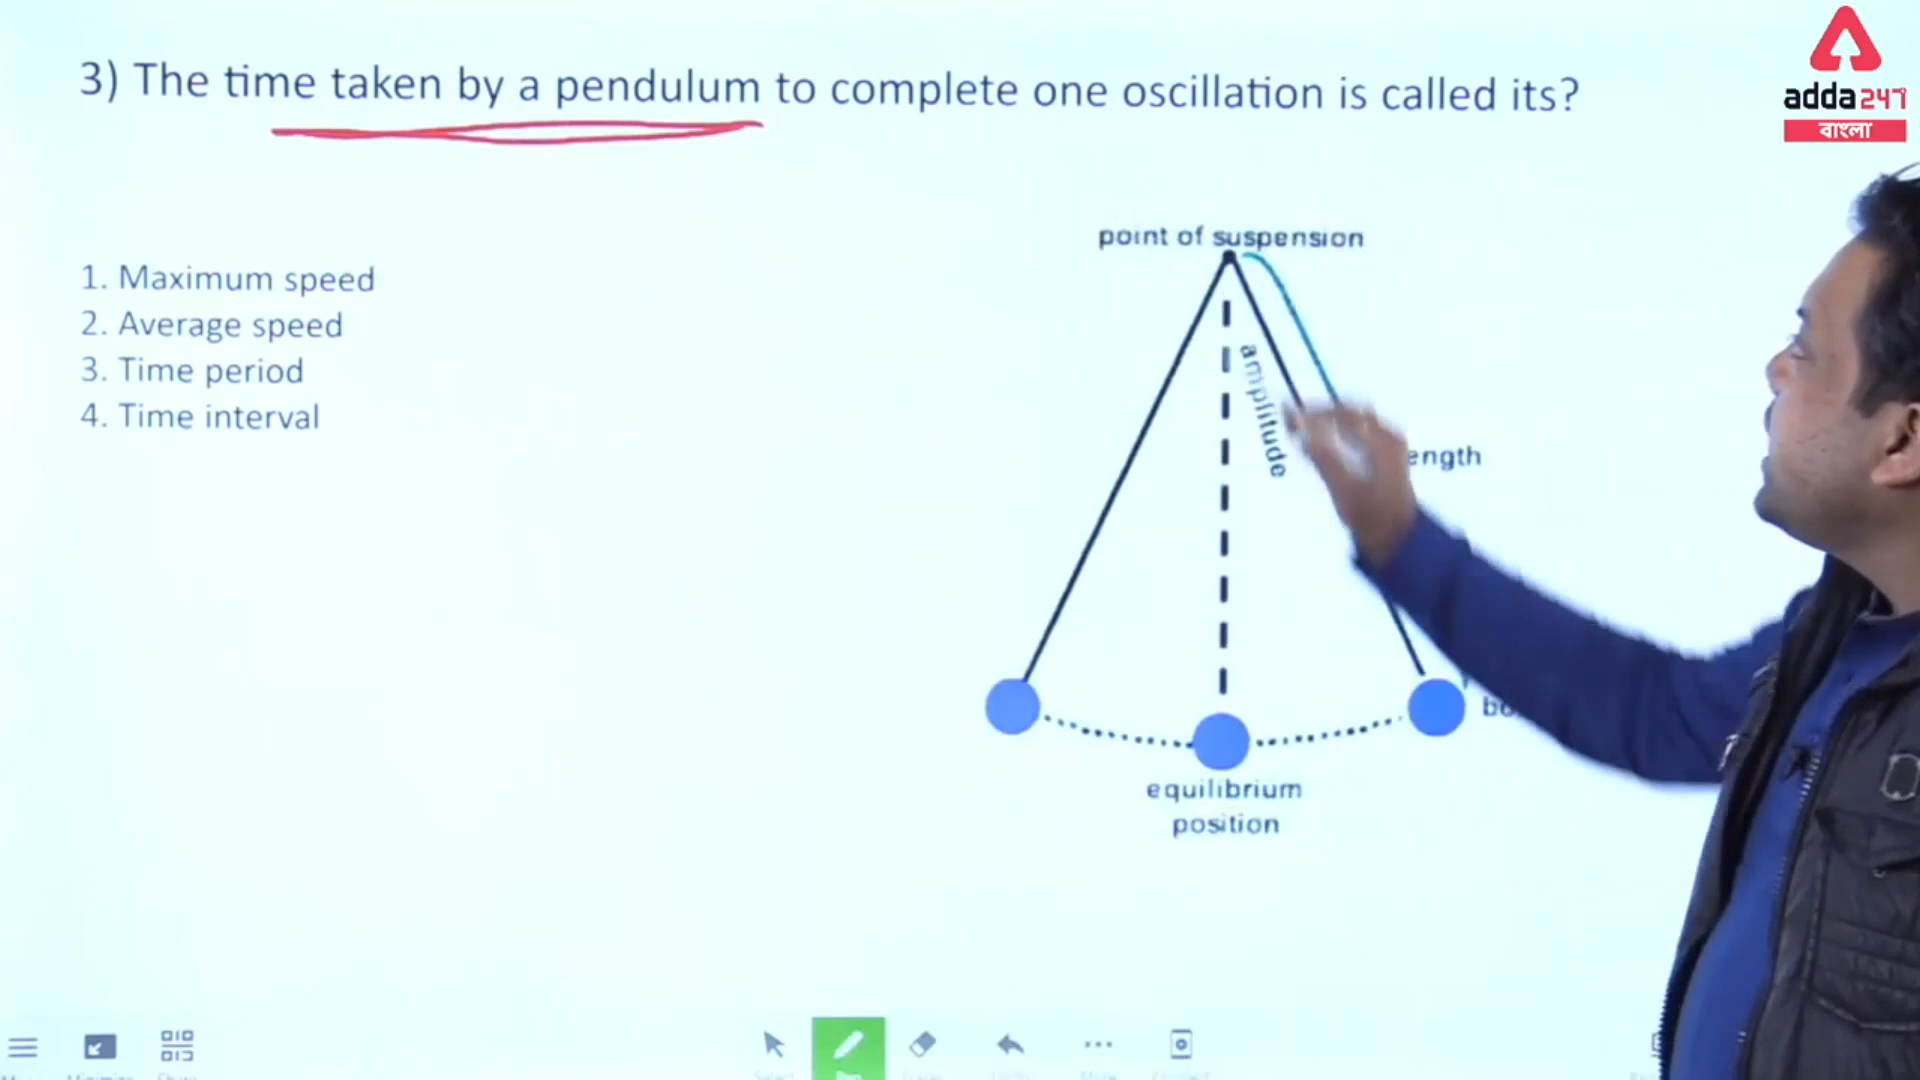 3) The time taken by a pendulum to complete one oscillation is called its?
adda247
বাংলা
1. Maximum speed
2. Average speed
3. Time period
4. Time interval
point of suspension
amplitude
ength
equilibrium
position